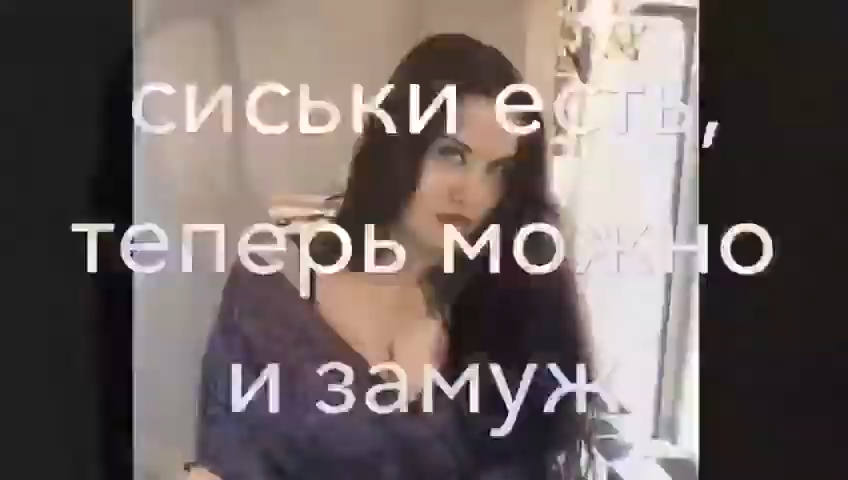 сиськи есть,
теперь можно
и замуж